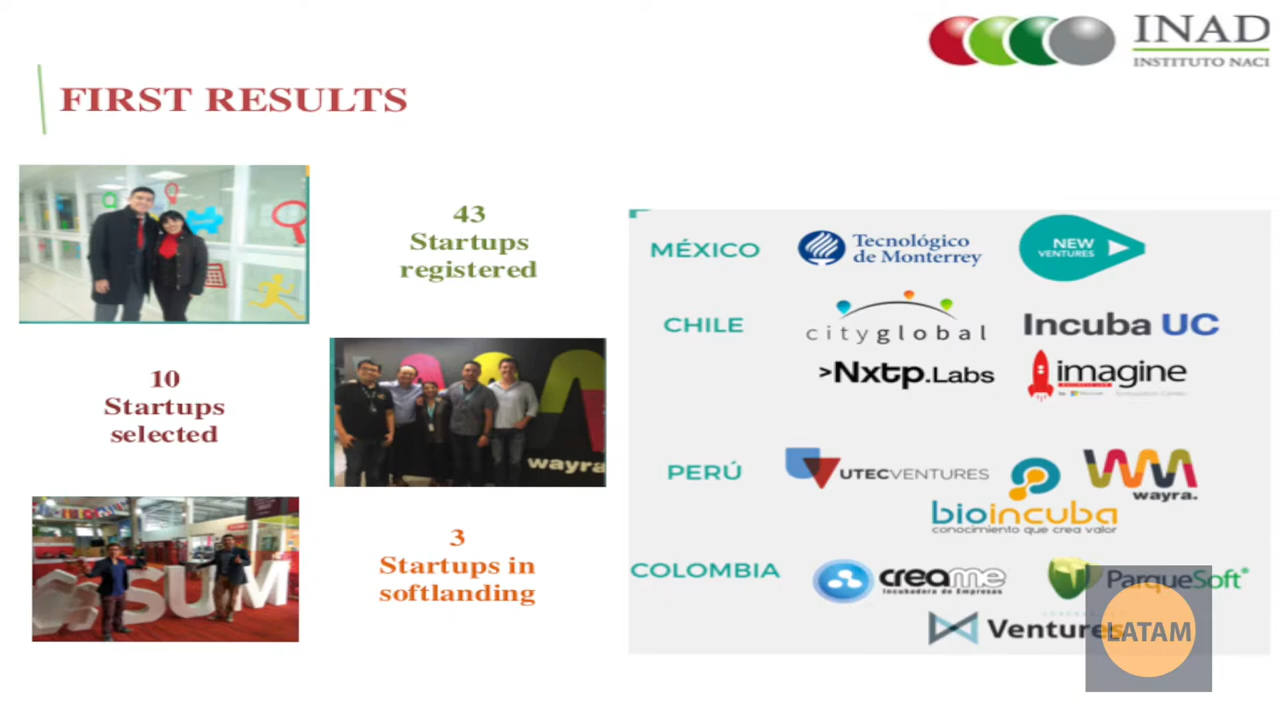 INAD
INSTITUTO NACI
FIRST RESULTS
43
Startups
registered
10
Startups
selected
wayra
3
Startups in
softlanding
SUM
MÉXICO
Tecnológico
de Monterrey
NEW
VENTURES
CHILE
cityglobal
Incuba UC
>Nxtp.Labs
imagine
PERÚ
UTECVENTURES
wayra.
bioincuba
conocimiento que crea valor
COLOMBIA
creame
Incubadora de Empresas
ParqueSoft
Ventures
LATAM